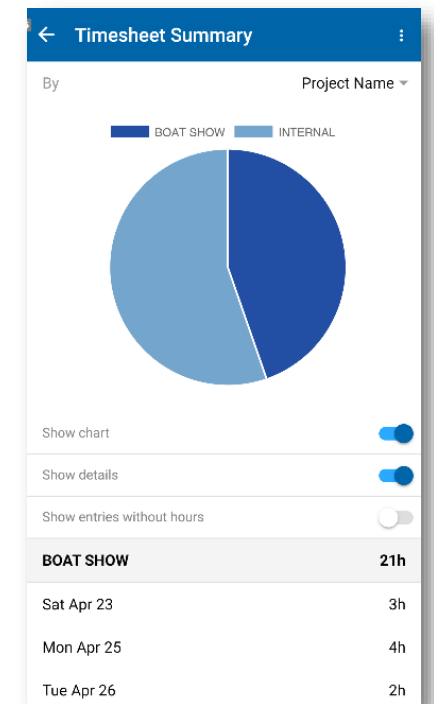 Timesheet Summary
By Project Name
BOAT SHOW INTERNAL
Show chart
Show details
Show entries without hours
BOAT SHOW 21h
Sat Apr 23 3h
Mon Apr 25 4h
Tue Apr 26 2h